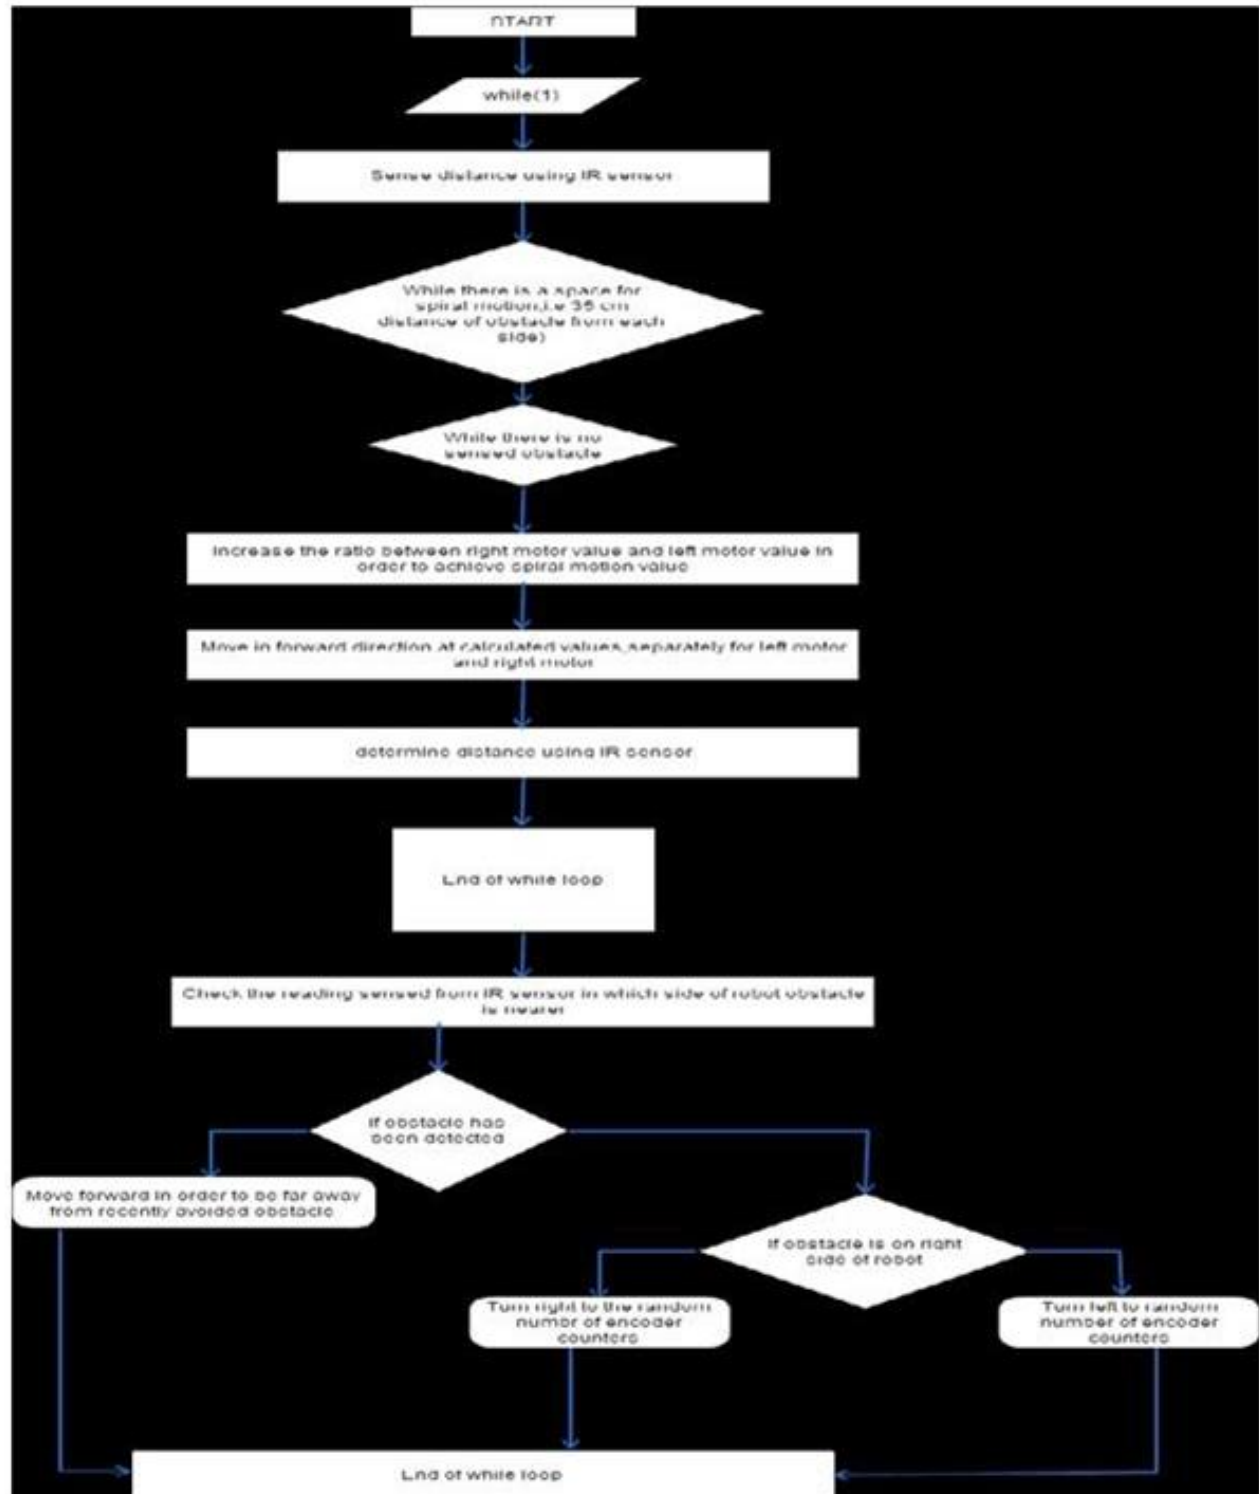 START
while(1)
Sense distance using IR sensor
While there is a space for
spiral motion,i.e 35 cm
distance of obstacle from each
side)
While there is no
sensed obstacle
Increase the ratio between right motor value and left motor value in
order to achieve spiral motion value
Move in forward direction at calculated values,separately for left motor
and right motor
determine distance using IR sensor
End of while loop
Check the reading sensed from IR sensor in which side of robot obstacle
is nearer
If obstacle has
been detected
Move forward in order to be far away
from recently avoided obstacle
If obstacle is on right
side of robot
Turn right to the random
number of encoder
counters
Turn left to random
number of encoder
counters
End of while loop